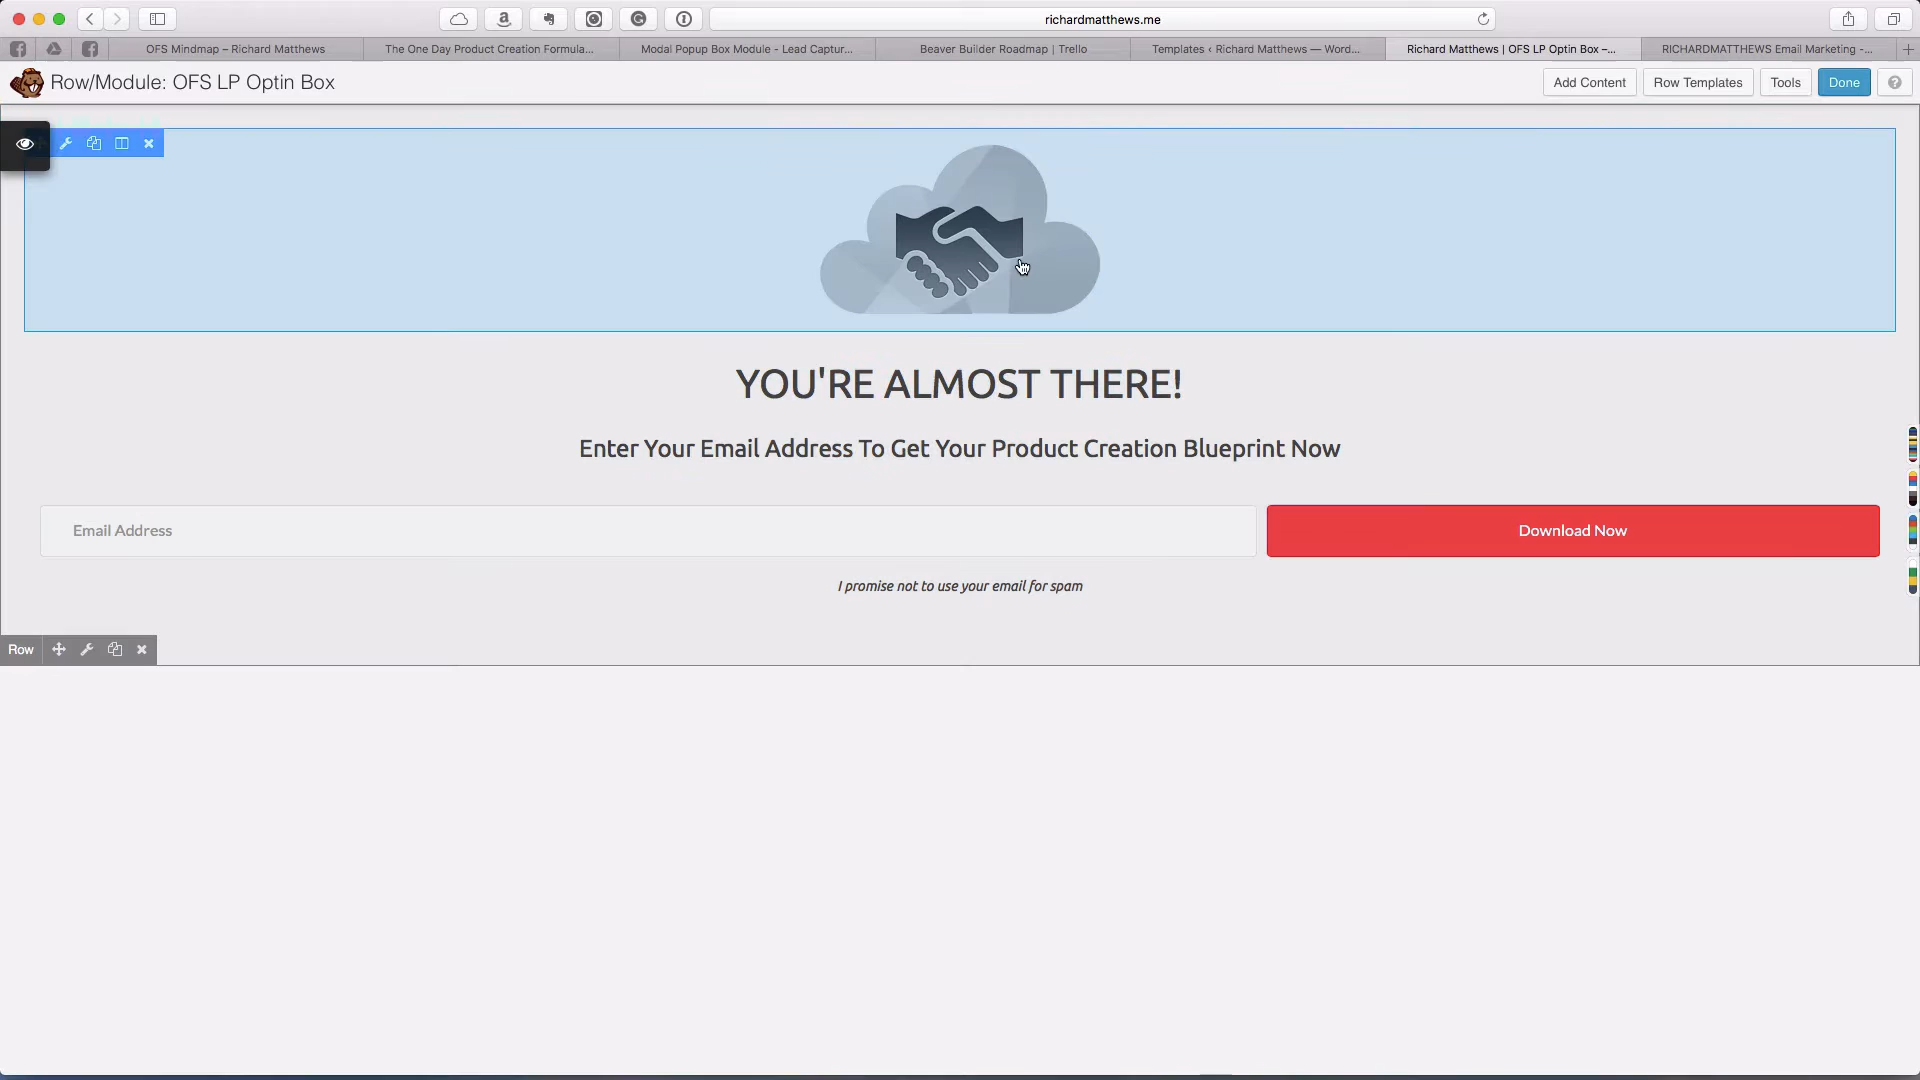 richardmatthews.me
OFS Mindmap – Richard Matthews
The One Day Product Creation Formula...
Modal Popup Box Module - Lead Captur...
Beaver Builder Roadmap | Trello
Templates ‹ Richard Matthews — Word...
Richard Matthews | OFS LP Optin Box –...
RICHARDMATTHEWS Email Marketing -...
Row/Module: OFS LP Optin Box
Add Content
Row Templates
Tools
Done
YOU'RE ALMOST THERE!
Enter Your Email Address To Get Your Product Creation Blueprint Now
Email Address
Download Now
I promise not to use your email for spam
Row